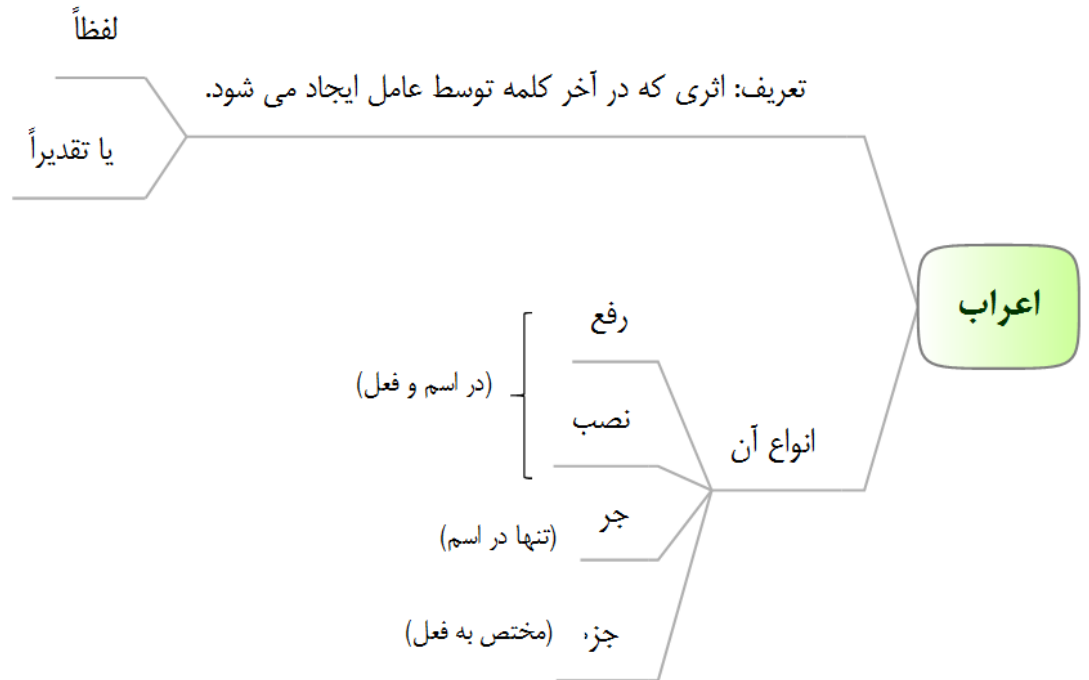 اعراب
تعریف: اثری که در آخر کلمه توسط عامل ایجاد می شود.
لفظاً
یا تقدیراً
انواع آن
رفع
نصب
(در اسم و فعل)
جر
(تنها در اسم)
جزم
(مختص به فعل)